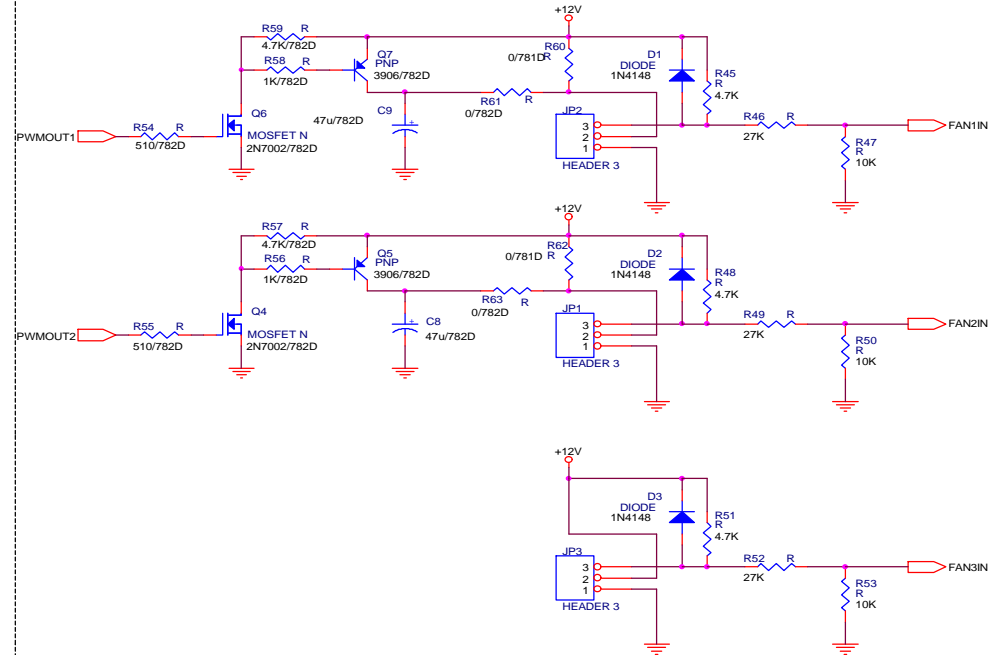 +12V
R59 R
4.7K/782D
R58 R
1K/782D
Q7
PNP
3906/782D
R60
R
0/781D
D1
DIODE
1N4148
R45
R
4.7K
C9
47u/782D
R61 R
0/782D
Q6
MOSFET N
2N7002/782D
PWMOUT1
R54 R
510/782D
JP2
3
2
1
HEADER 3
R46 R
27K
R47
R
10K
FAN1IN
+12V
R57 R
4.7K/782D
R56 R
1K/782D
Q5
PNP
3906/782D
R62
R
0/781D
D2
DIODE
1N4148
R48
R
4.7K
C8
47u/782D
R63 R
0/782D
Q4
MOSFET N
2N7002/782D
PWMOUT2
R55 R
510/782D
JP1
3
2
1
HEADER 3
R49 R
27K
R50
R
10K
FAN2IN
+12V
D3
DIODE
1N4148
R51
R
4.7K
JP3
3
2
1
HEADER 3
R52 R
27K
R53
R
10K
FAN3IN